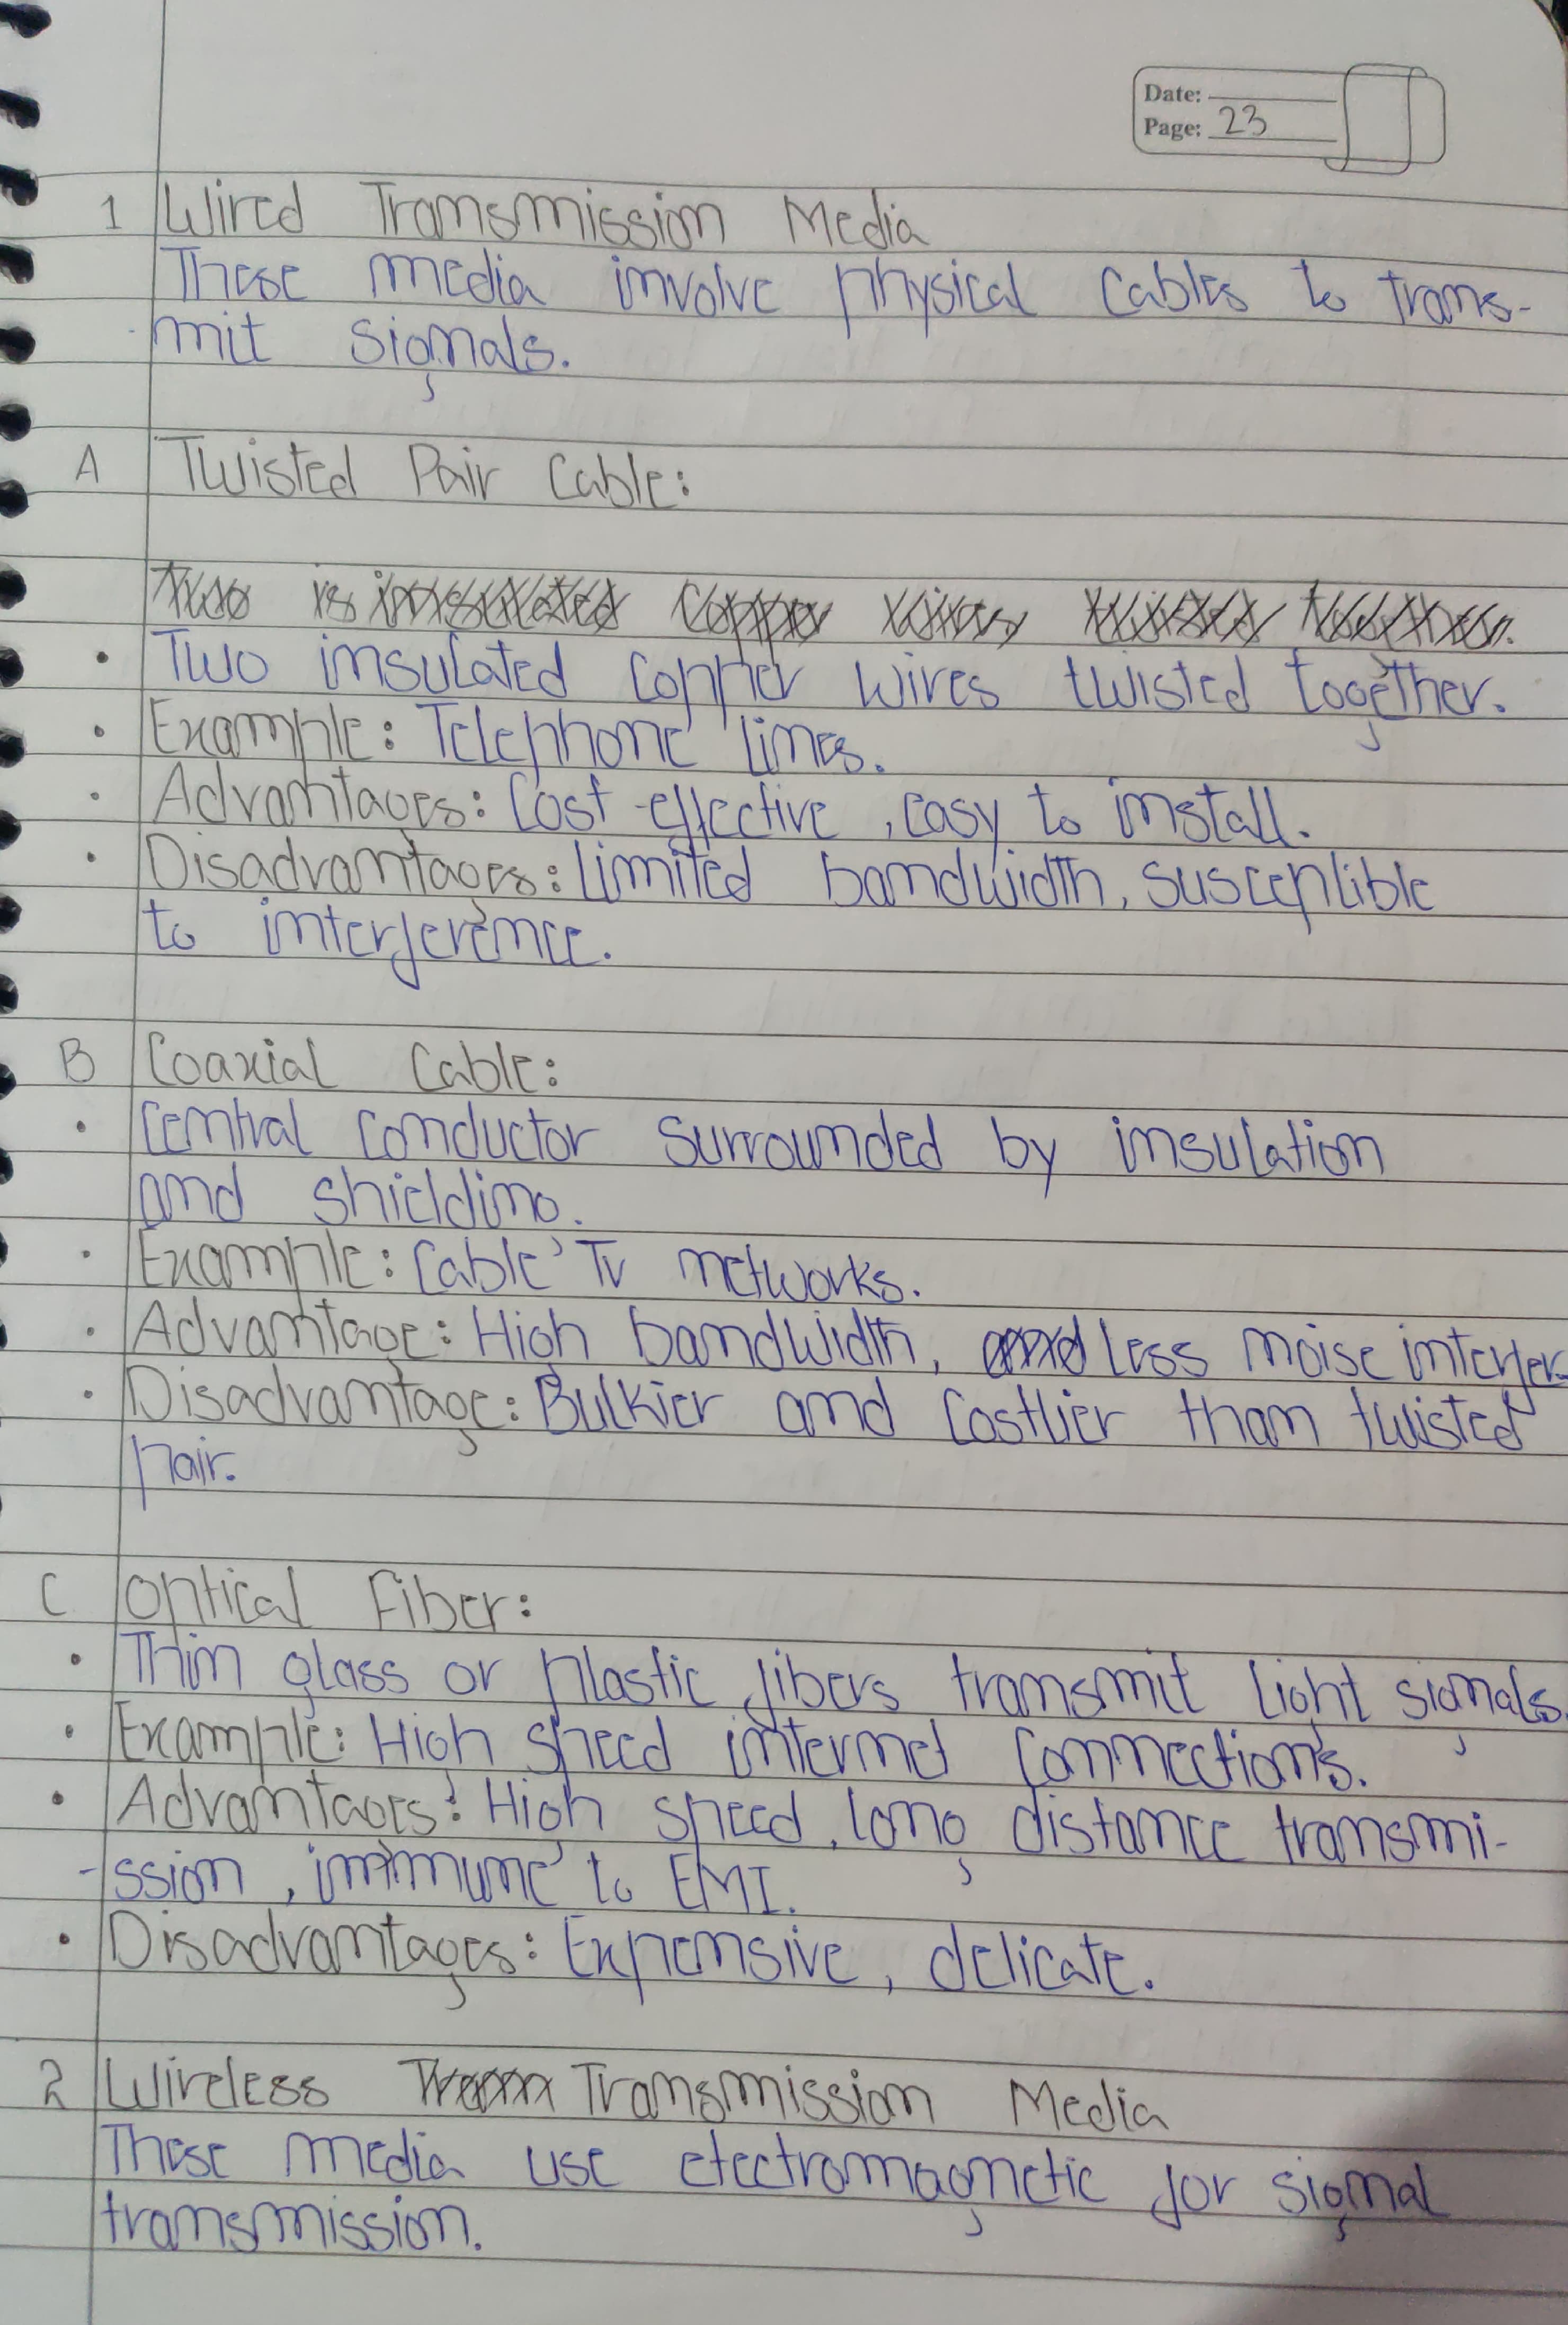 Date:
Page: 23
1 Wired Transmission Media
These media involve physical cables to trans-
mit signals.
A Twisted Pair Cable:
• Two insulated copper wires twisted together.
• Example: Telephone lines.
• Advantages: Cost-effective, easy to install.
• Disadvantages: Limited bandwidth, susceptible
to interference.
B Coaxial Cable:
• Central conductor surrounded by insulation
and shielding.
• Example: Cable TV networks.
• Advantage: High bandwidth, less noise interfer-
• Disadvantage: Bulkier and costlier than twisted
pair.
C Optical Fiber:
• Thin glass or plastic fibers transmit light signals.
• Example: High speed internet connections.
• Advantages: High speed, long distance transmi-
-ssion, immune to EMI.
• Disadvantages: Expensive, delicate.
2 Wireless Transmission Media
These media use electromagnetic for signal
transmission.